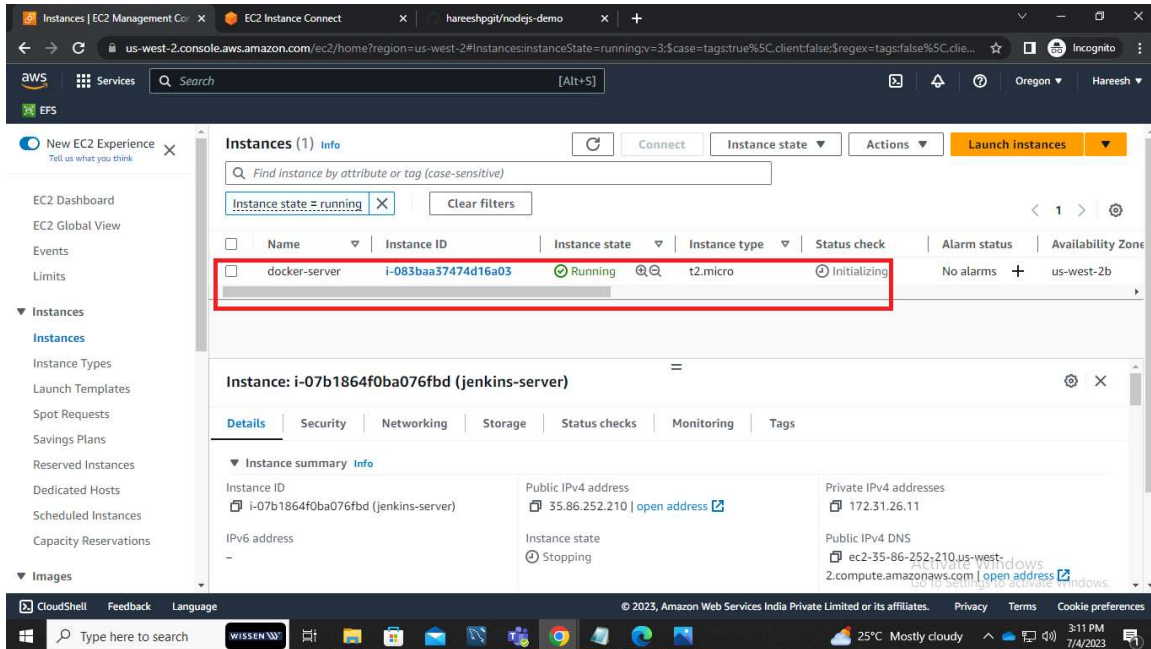 Instances | EC2 Management Con
EC2 Instance Connect
hareeshpgit/nodejs-demo
us-west-2.console.aws.amazon.com/ec2/home?region=us-west-2#Instances:instanceState=running;v=3;$case=tags:true%5C,client:false;$regex=tags:false%5C,clie...
Incognito
aws Services Search [Alt+S] Oregon Hareesh
EFS
New EC2 Experience
Tell us what you think
EC2 Dashboard
EC2 Global View
Events
Limits
Instances
Instances
Instance Types
Launch Templates
Spot Requests
Savings Plans
Reserved Instances
Dedicated Hosts
Scheduled Instances
Capacity Reservations
Images
Instances (1) Info Connect Instance state Actions Launch instances
Find instance by attribute or tag (case-sensitive)
Instance state = running Clear filters
1
Name Instance ID Instance state Instance type Status check Alarm status Availability Zone
docker-server i-083baa37474d16a03 Running t2.micro Initializing No alarms + us-west-2b
Instance: i-07b1864f0ba076fbd (jenkins-server)
Details Security Networking Storage Status checks Monitoring Tags
Instance summary Info
Instance ID
i-07b1864f0ba076fbd (jenkins-server)
Public IPv4 address
35.86.252.210 | open address
Private IPv4 addresses
172.31.26.11
IPv6 address
–
Instance state
Stopping
Public IPv4 DNS
ec2-35-86-252-210.us-west-
2.compute.amazonaws.com | open address
Activate Windows
Go to Settings to activate Windows.
CloudShell Feedback Language © 2023, Amazon Web Services India Private Limited or its affiliates. Privacy Terms Cookie preferences
Type here to search WISSEN 25°C Mostly cloudy 3:11 PM
7/4/2023